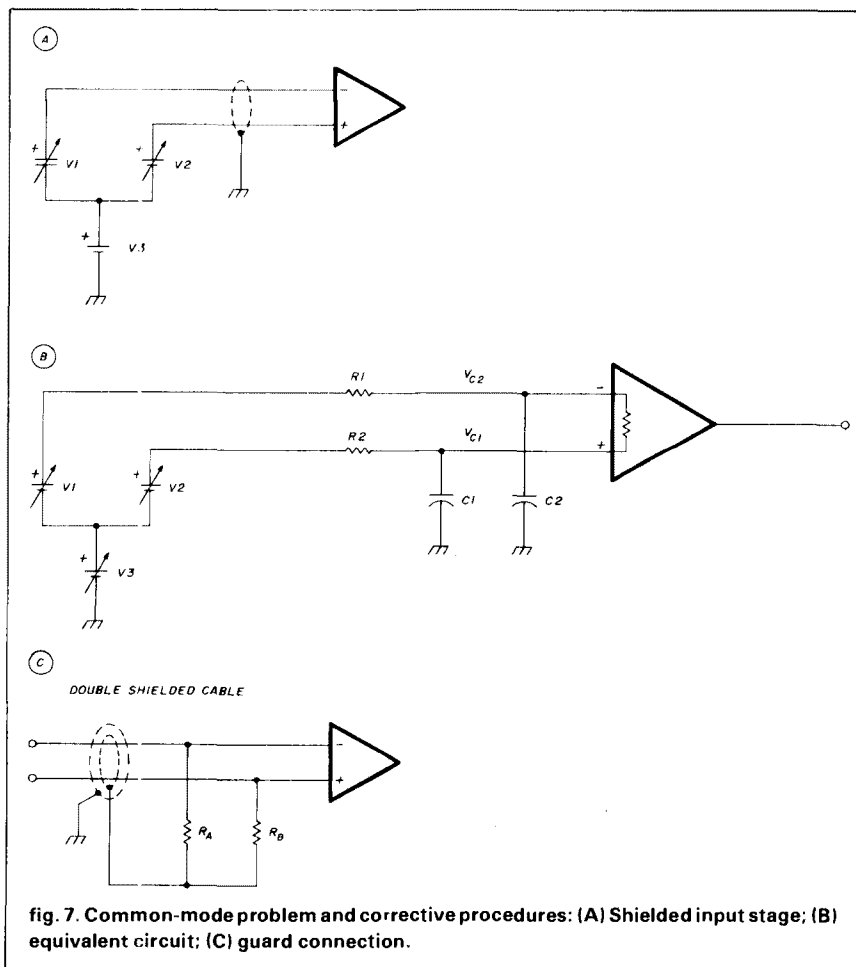 A
-
+
+ V1
+ V2
+ V3
B
R1 VC2
R2 VC1
-
+
+ V1
+ V2
C1 C2
+ V3
C
DOUBLE SHIELDED CABLE
-
+
RA RB
fig. 7. Common-mode problem and corrective procedures: (A) Shielded input stage; (B)
equivalent circuit; (C) guard connection.